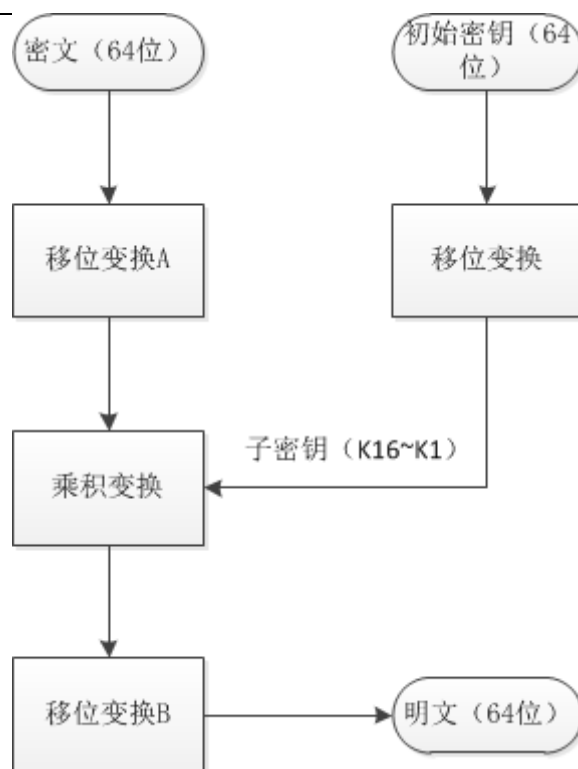 密文（64位）
初始密钥（64
位）
移位变换A
移位变换
子密钥（K16~K1）
乘积变换
移位变换B
明文（64位）